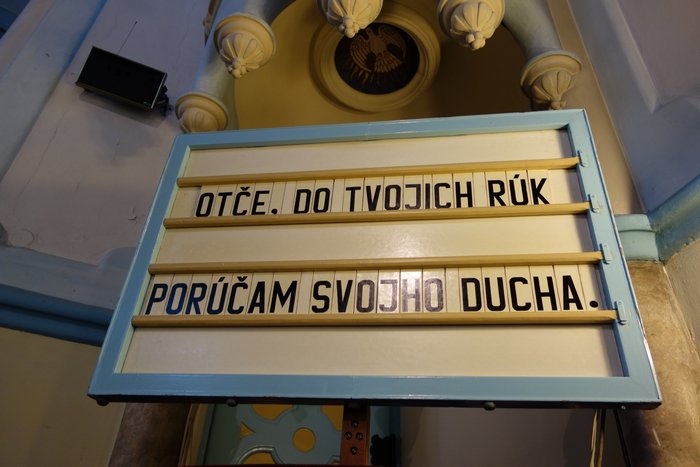 OTČE, DO TVOJICH RÚK
PORÚČAM SVOJHO DUCHA.